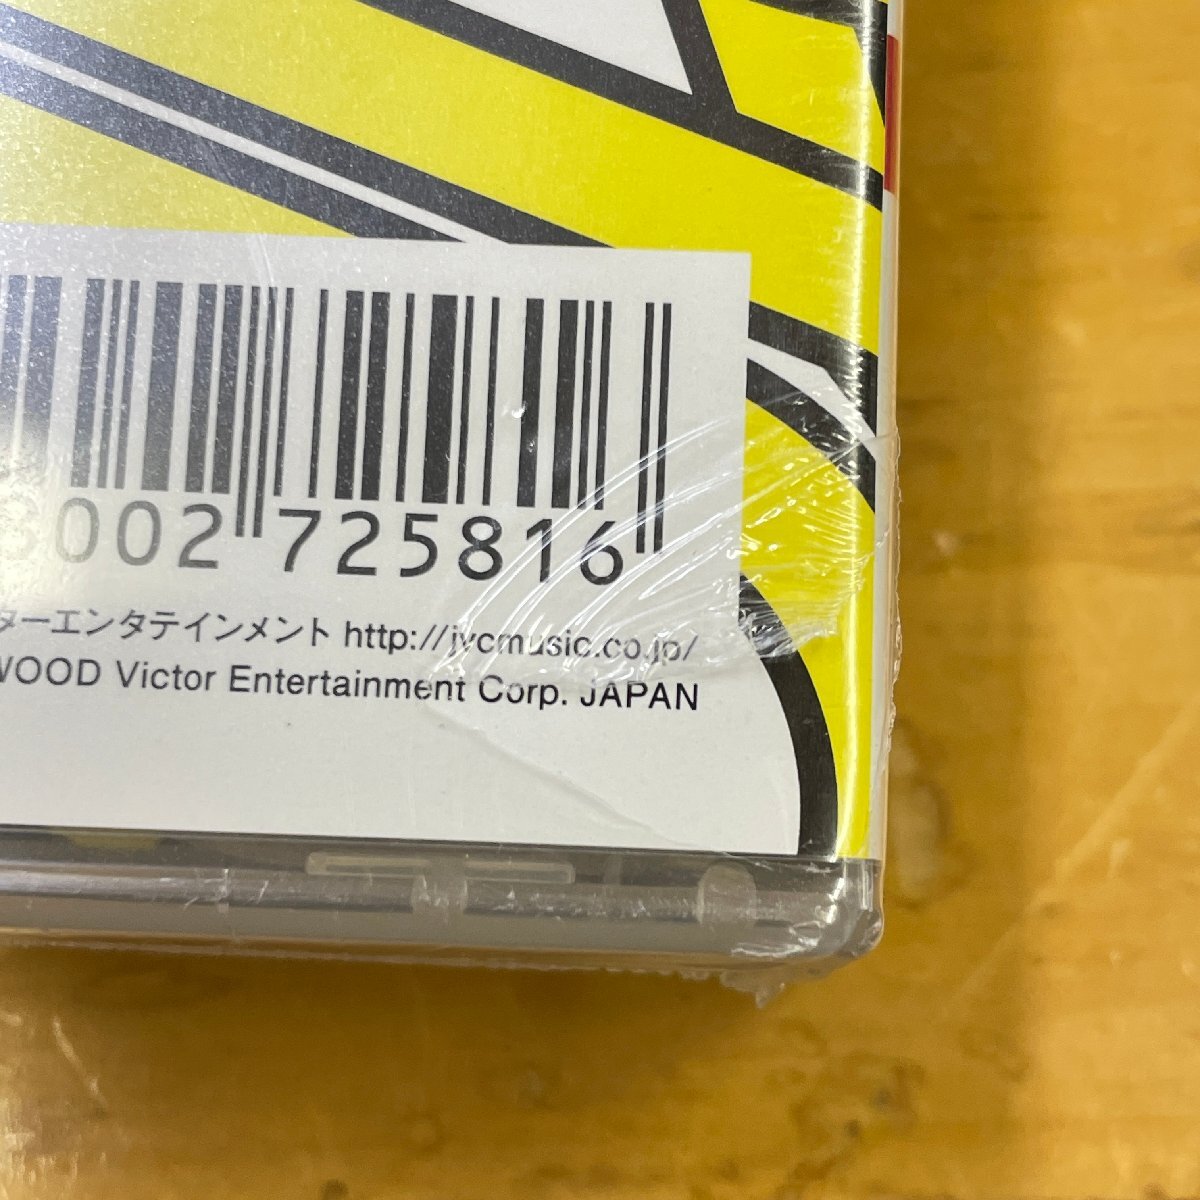 002 725816
ターエンタテインメント http://jvcmusic.co.jp/
WOOD Victor Entertainment Corp. JAPAN